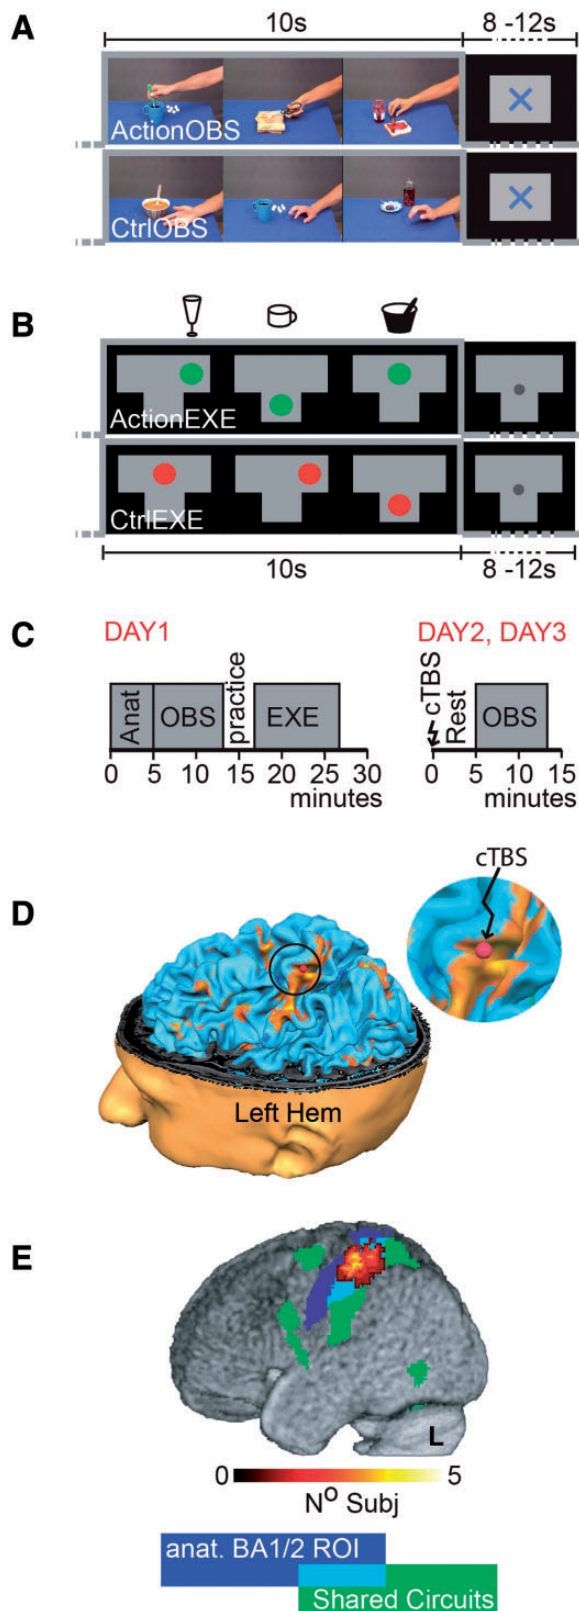 A
10s
8 -12s
ActionOBS
CtrlOBS
B
ActionEXE
CtrlEXE
10s
8 -12s
C
DAY1
DAY2, DAY3
Anat
OBS
practice
EXE
cTBS
Rest
OBS
0 5 10 15 20 25 30
minutes
0 5 10 15
minutes
D
cTBS
Left Hem
E
L
0
5
Nº Subj
anat. BA1/2 ROI
Shared Circuits